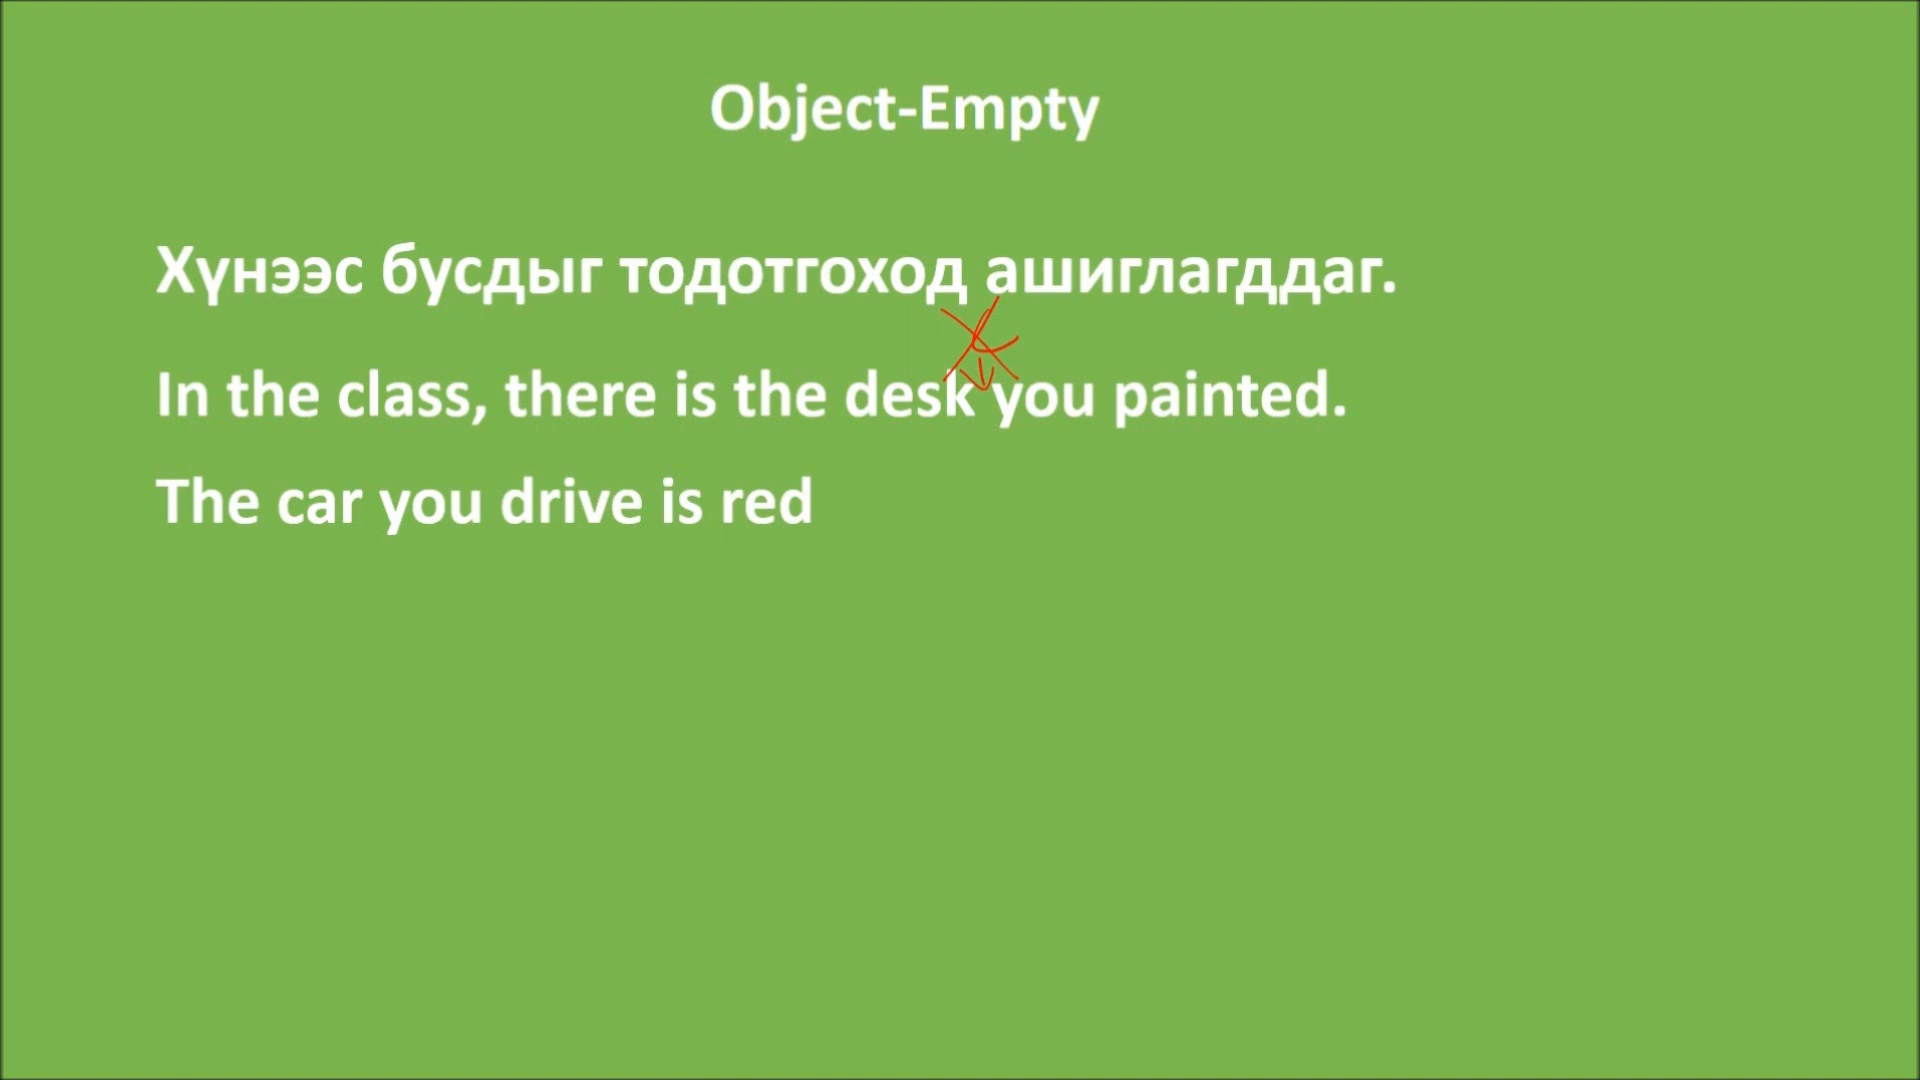 Object-Empty
Хүнээс бусдыг тодотгоход ашиглагддаг.
In the class, there is the desk you painted.
The car you drive is red